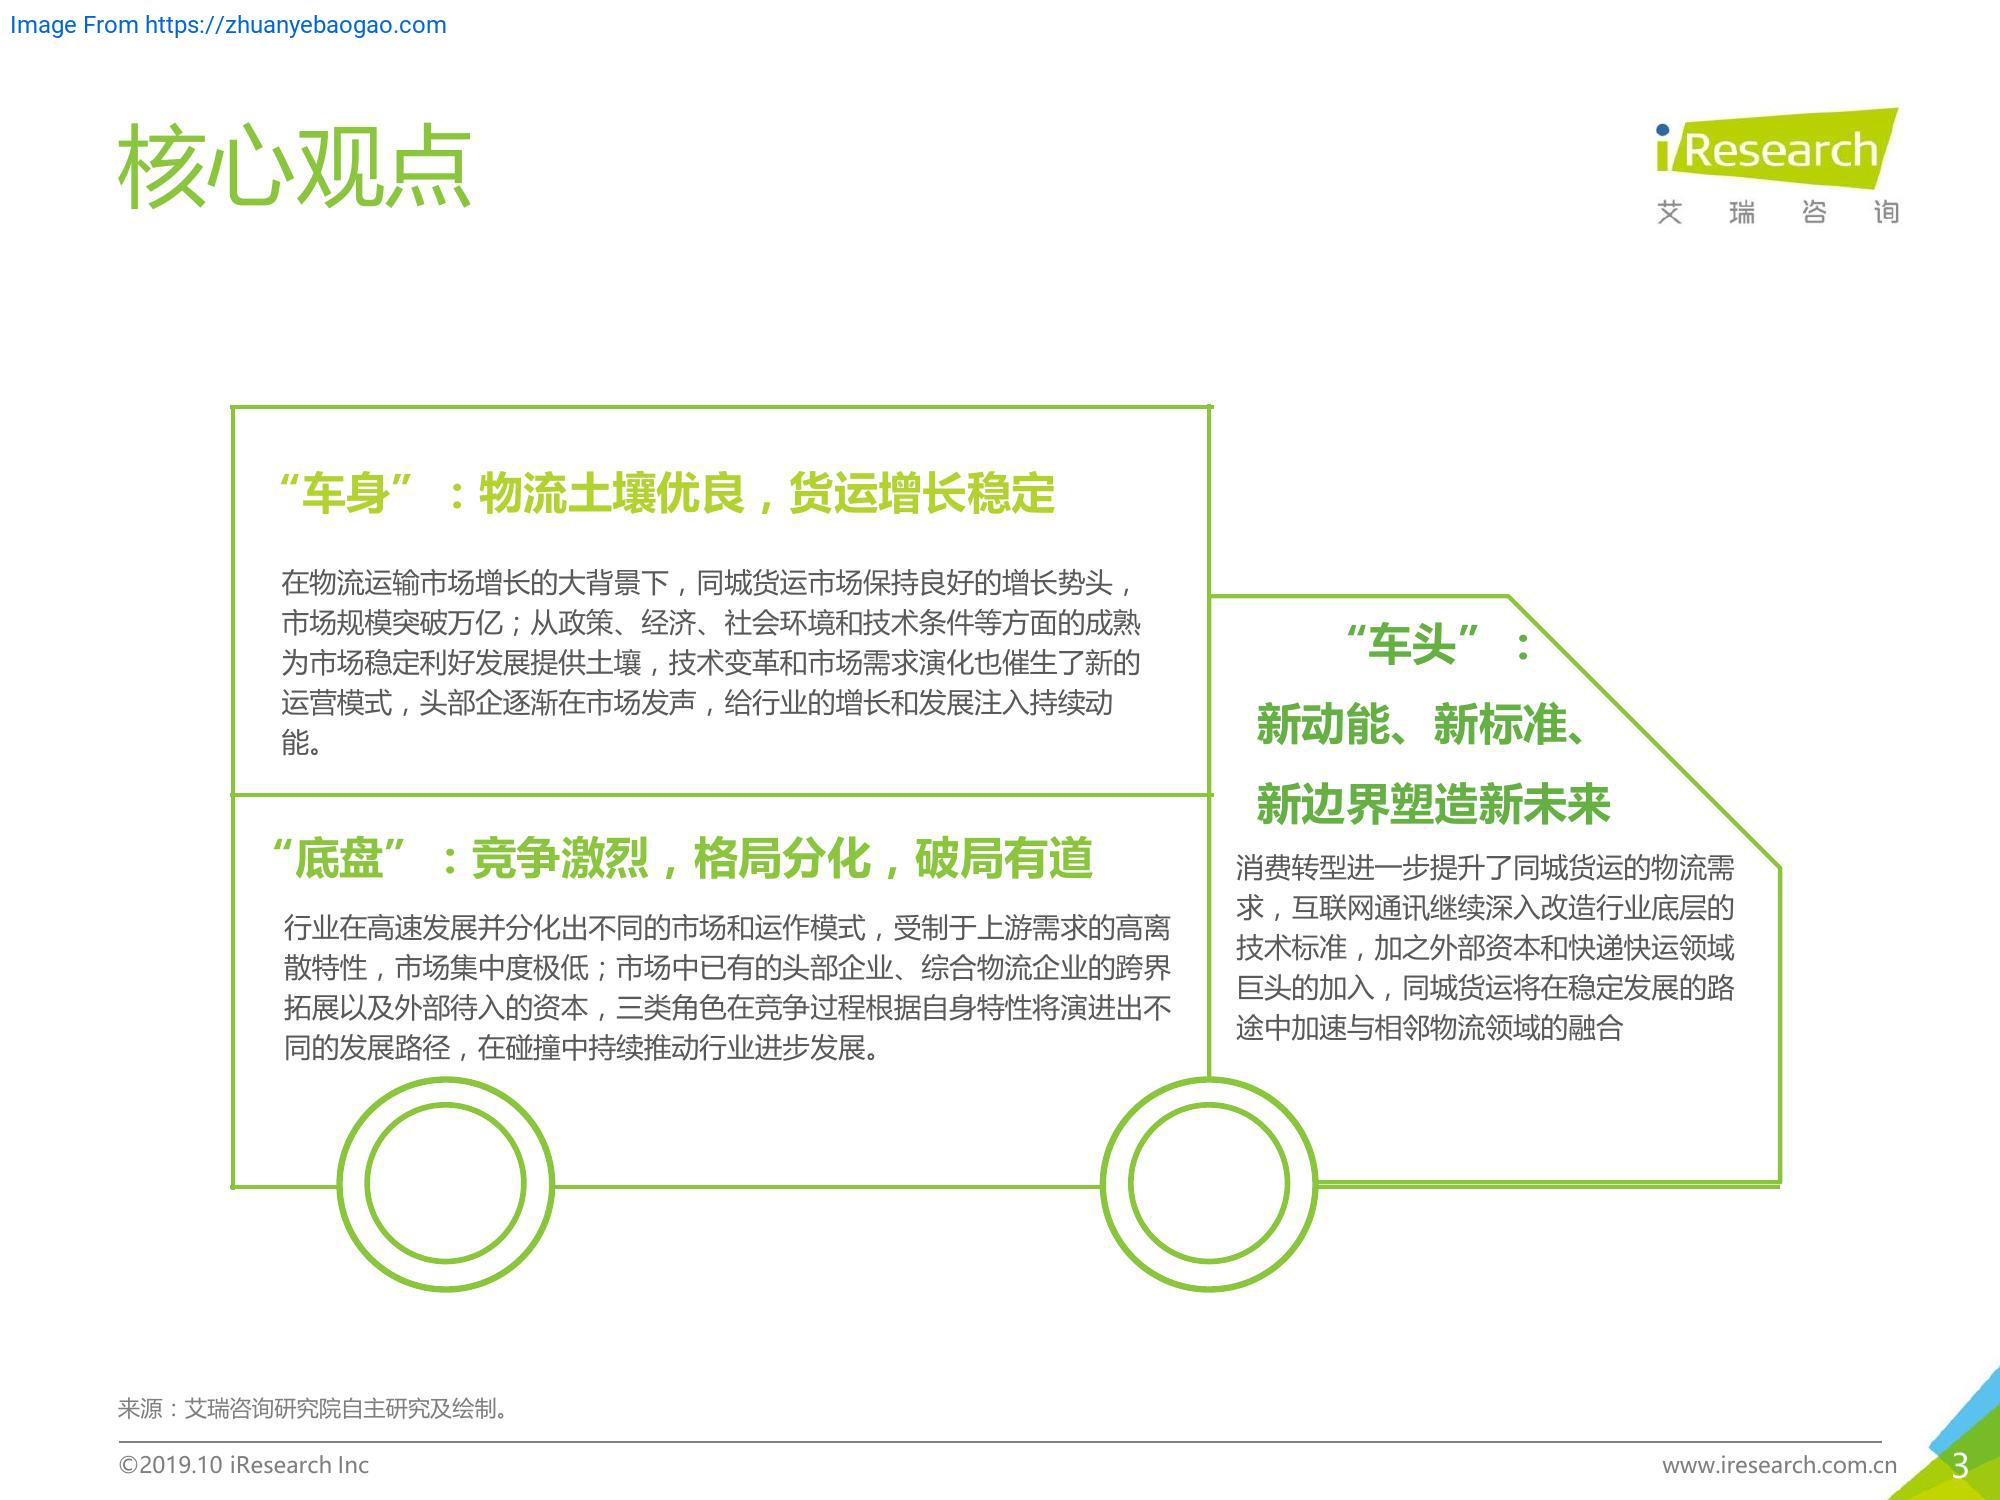 Image From https://zhuanyebaogao.com
核心观点
iResearch
艾瑞咨询
“车身”：物流土壤优良，货运增长稳定
在物流运输市场增长的大背景下，同城货运市场保持良好的增长势头，
市场规模突破万亿；从政策、经济、社会环境和技术条件等方面的成熟
为市场稳定利好发展提供土壤，技术变革和市场需求演化也催生了新的
运营模式，头部企逐渐在市场发声，给行业的增长和发展注入持续动
能。
“底盘”：竞争激烈，格局分化，破局有道
行业在高速发展并分化出不同的市场和运作模式，受制于上游需求的高离
散特性，市场集中度极低；市场中已有的头部企业、综合物流企业的跨界
拓展以及外部待入的资本，三类角色在竞争过程根据自身特性将演进出不
同的发展路径，在碰撞中持续推动行业进步发展。
“车头”：
新动能、新标准、
新边界塑造新未来
消费转型进一步提升了同城货运的物流需
求，互联网通讯继续深入改造行业底层的
技术标准，加之外部资本和快递快运领域
巨头的加入，同城货运将在稳定发展的路
途中加速与相邻物流领域的融合
来源：艾瑞咨询研究院自主研究及绘制。
©2019.10 iResearch Inc
www.iresearch.com.cn
3